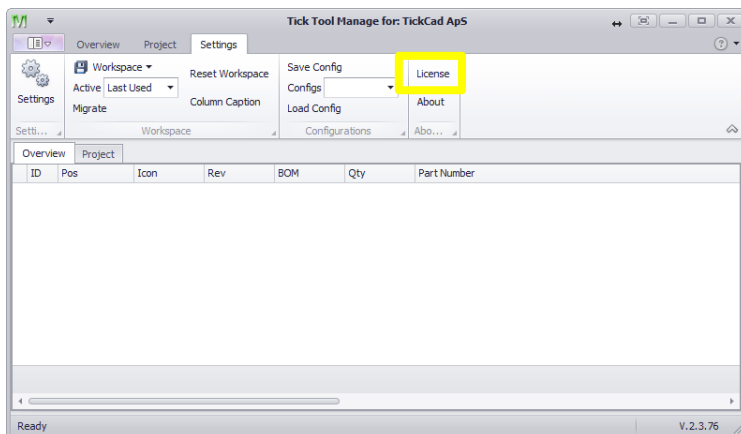 Tick Tool Manage for: TickCad ApS
Overview Project Settings
Workspace Reset Workspace Save Config License
Active Last Used Configs
Settings Column Caption About
Migrate Load Config
Setti... Workspace Configurations Abo...
Overview Project
ID Pos Icon Rev BOM Qty Part Number
Ready V.2.3.76